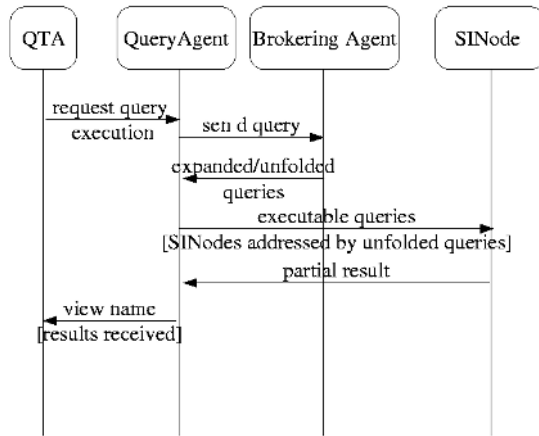 QTA
QueryAgent
Brokering Agent
SINode
request query
execution
sen d query
expanded/unfolded
queries
executable queries
[SINodes addressed by unfolded queries]
partial result
view name
[results received]